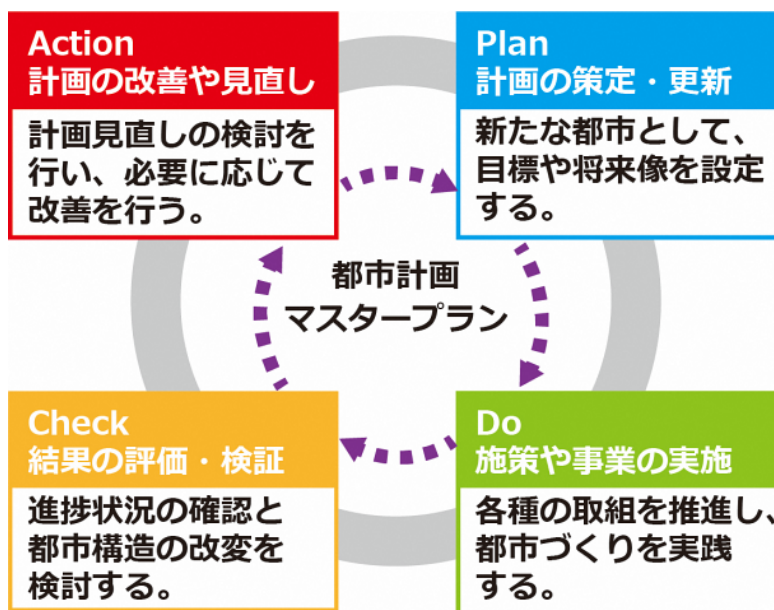 Action
計画の改善や見直し
計画見直しの検討を
行い、必要に応じて
改善を行う。
Plan
計画の策定・更新
新たな都市として、
目標や将来像を設定
する。
都市計画
マスタープラン
Check
結果の評価・検証
進捗状況の確認と
都市構造の改変を
検討する。
Do
施策や事業の実施
各種の取組を推進し、
都市づくりを実践
する。